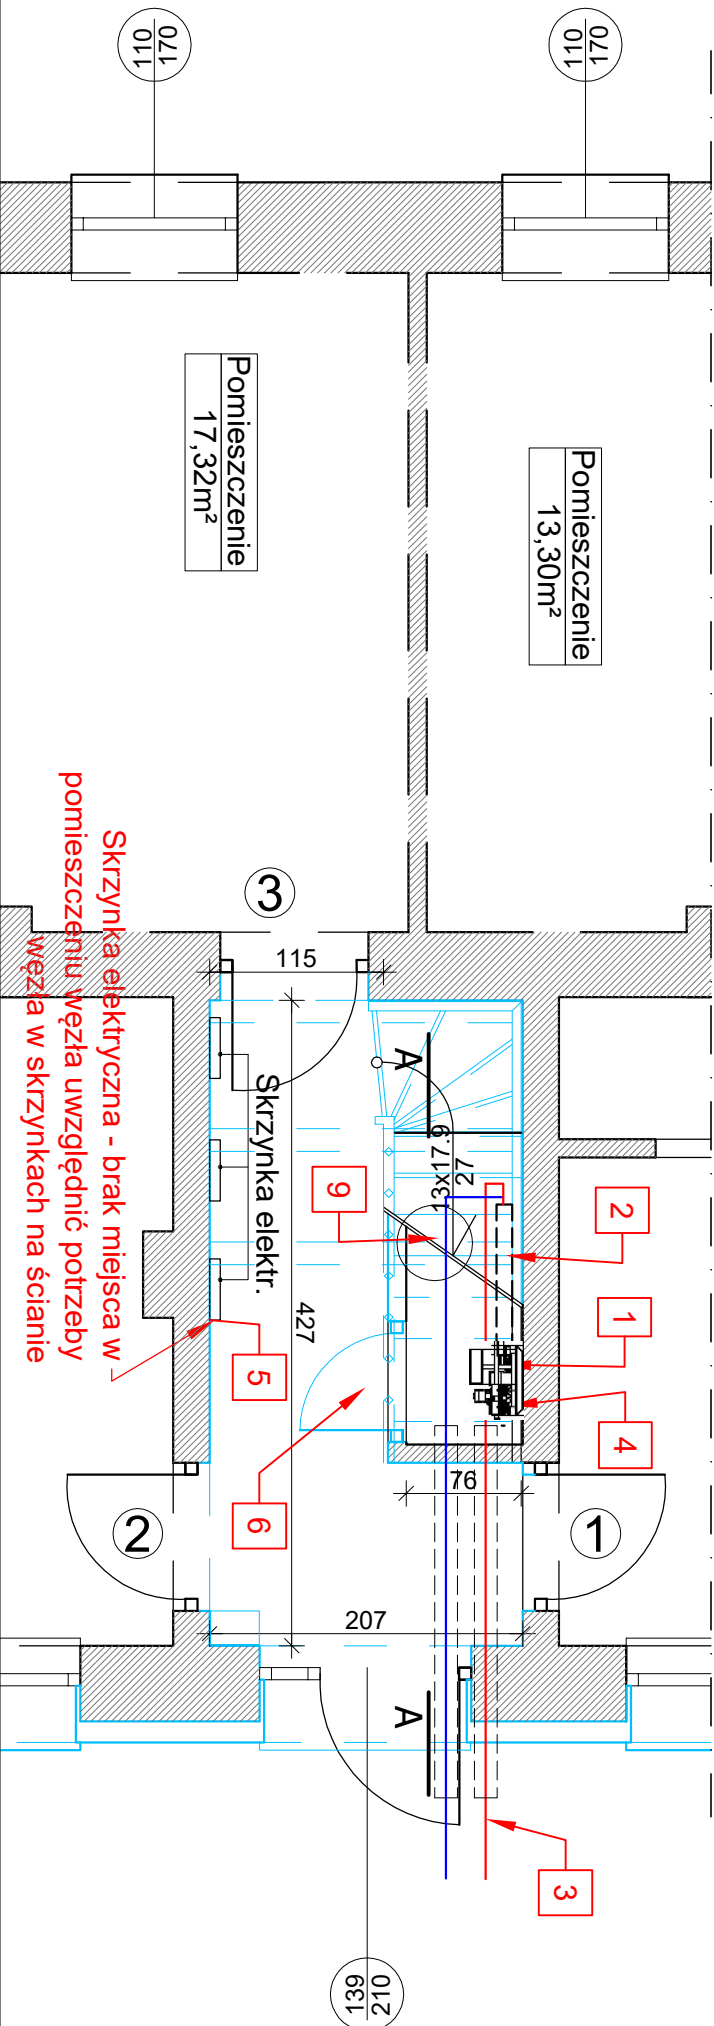 170
110
170
110
Pomieszczenie
13,30m²
Pomieszczenie
17,32m²
3
115
A
13x17.9
27
Skrzynka elektr.
427
2
1
4
9
5
6
Skrzynka elektryczna - brak miejsca w
pomieszczeniu węzła uwzględnić potrzeby
węzła w skrzynkach na ścianie
76
1
2
207
A
3
210
139